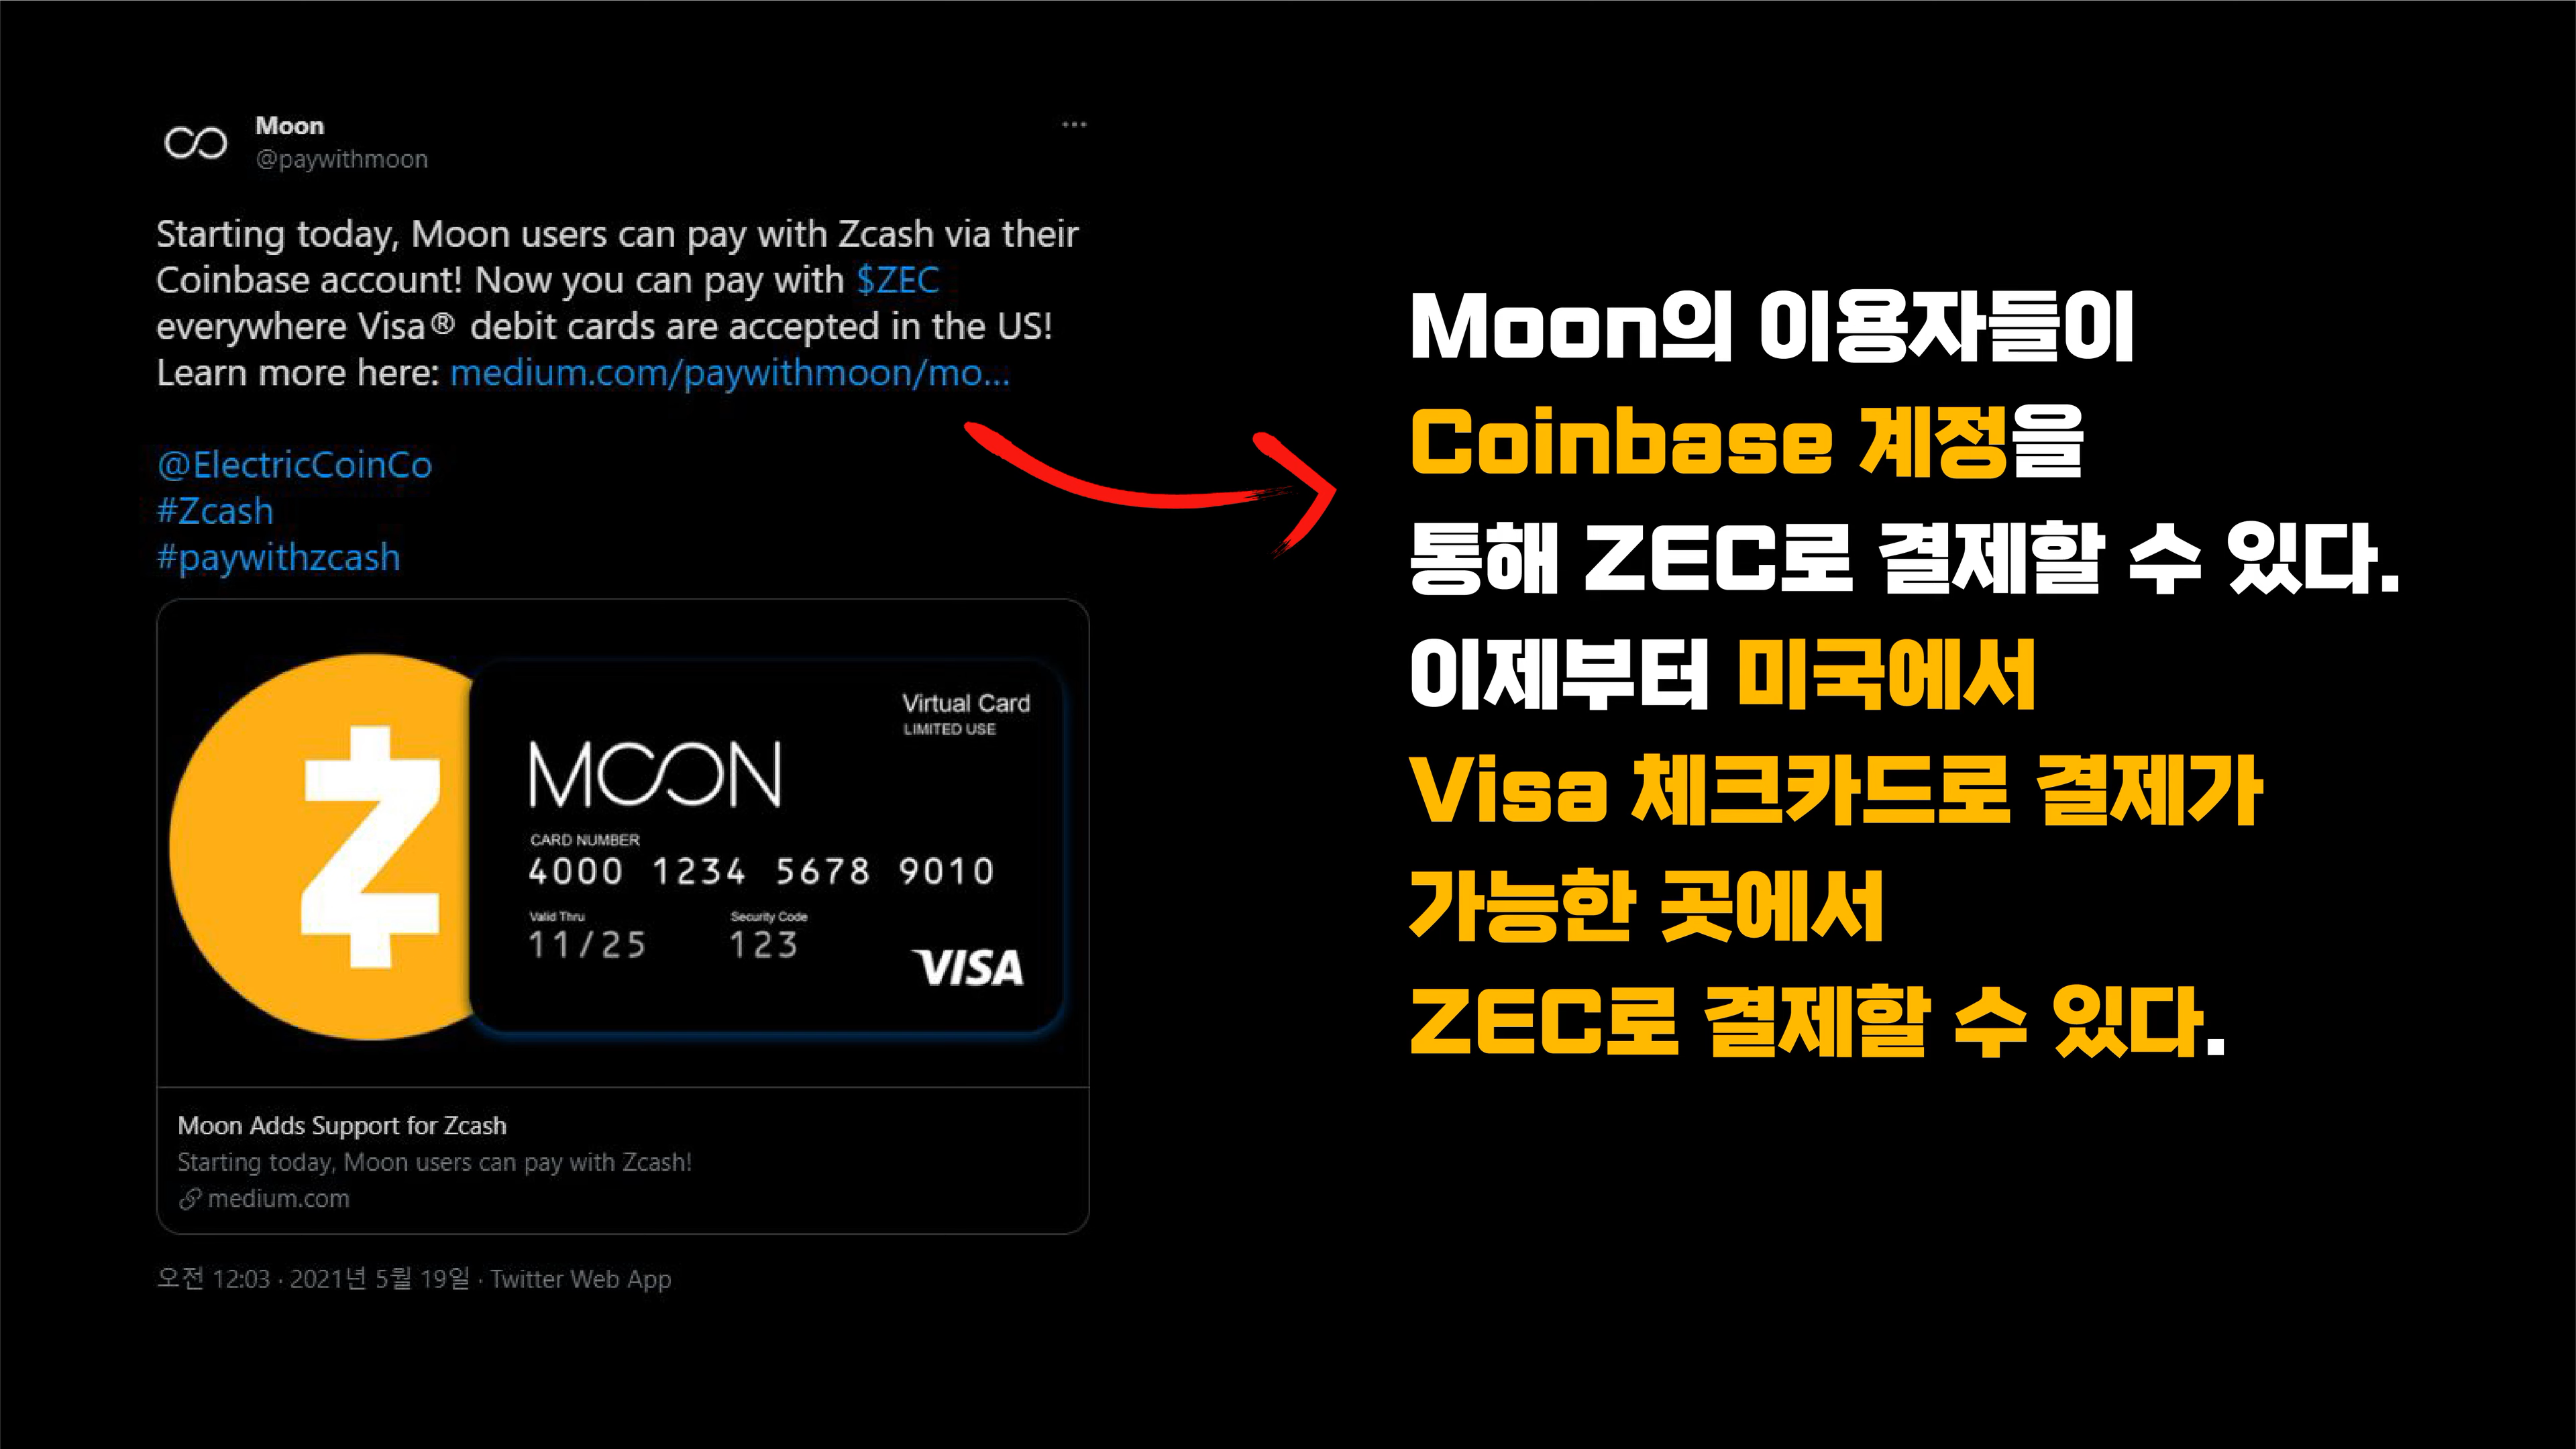 Moon
@paywithmoon
Starting today, Moon users can pay with Zcash via their
Coinbase account! Now you can pay with $ZEC
everywhere Visa® debit cards are accepted in the US!
Learn more here: medium.com/paywithmoon/mo...
@ElectricCoinCo
#Zcash
#paywithzcash
Virtual Card
LIMITED USE
MOON
CARD NUMBER
4000 1234 5678 9010
Valid Thru
Security Code
11/25
123
VISA
Moon Adds Support for Zcash
Starting today, Moon users can pay with Zcash!
medium.com
오전 12:03 · 2021년 5월 19일 · Twitter Web App
Moon의 이용자들이
Coinbase 계정을
통해 ZEC로 결제할 수 있다.
이제부터 미국에서
Visa 체크카드로 결제가
가능한 곳에서
ZEC로 결제할 수 있다.